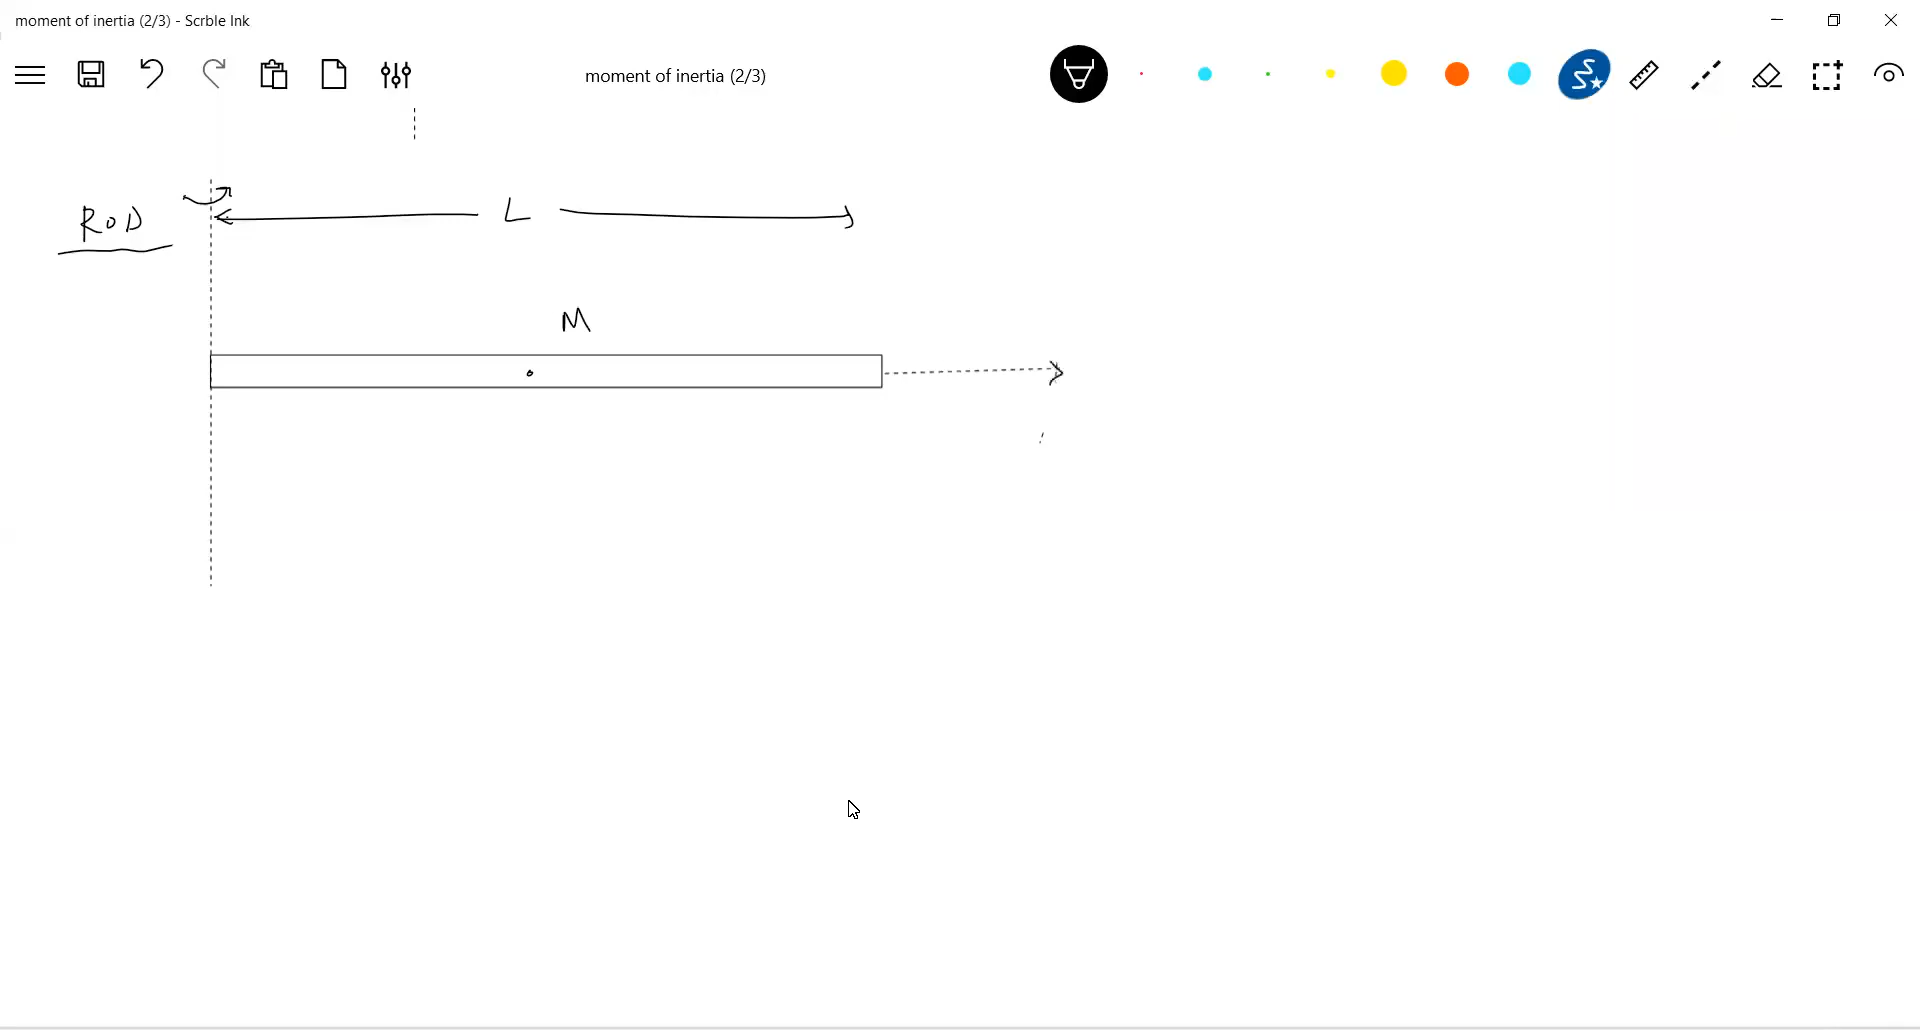 moment of inertia (2/3) - Scrble Ink
moment of inertia (2/3)
ROD
L
M